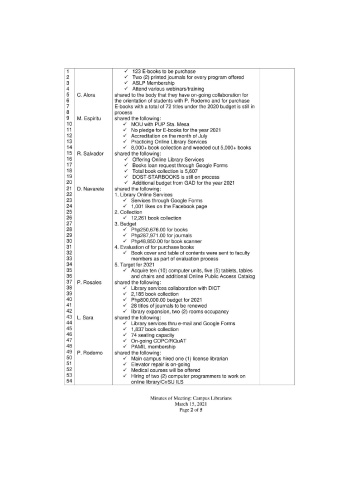 1 ✓ 123 E-books to be purchase
2 ✓ Two (2) printed journals for every program offered
3 ✓ ASLP Membership
4 ✓ Attend various webinars/training
5 C. Alora shared to the body that they have on-going collaboration for
6 the orientation of students with P. Rodemo and for purchase
7 E-books with a total of 72 titles under the 2020 budget is still in
8 process
9 M. Espiritu shared the following:
10 ✓ MOU with PUP Sta. Mesa
11 ✓ No pledge for E-books for the year 2021
12 ✓ Accreditation on the month of July
13 ✓ Practicing Online Library Services
14 ✓ 8,000+ book collection and weeded out 5,000+ books
15 R. Salvador shared the following:
16 ✓ Offering Online Library Services
17 ✓ Books loan request through Google Forms
18 ✓ Total book collection is 5,607
19 ✓ DOST-STARBOOKS is still on process
20 ✓ Additional budget from GAD for the year 2021
21 D. Navarete shared the following:
22 1. Library Online Services
23 ✓ Services through Google Forms
24 ✓ 1,001 likes on the Facebook page
25 2. Collection
26 ✓ 12,261 book collection
27 3. Budget
28 ✓ Php250,676.00 for books
29 ✓ Php287,971.00 for journals
30 ✓ Php49,850.00 for book scanner
31 4. Evaluation of for purchase books
32 ✓ Book cover and table of contents were sent to faculty
33 members as part of evaluation process
34 5. Target for 2021
35 ✓ Acquire ten (10) computer units, five (5) tablets, tables
36 and chairs and additional Online Public Access Catalog
37 P. Rosales shared the following:
38 ✓ Library services collaboration with DICT
39 ✓ 2,185 book collection
40 ✓ Php800,000.00 budget for 2021
41 ✓ 28 titles of journals to be renewed
42 ✓ library expansion, two (2) rooms occupancy
43 L. Sara shared the following:
44 ✓ Library services thru e-mail and Google Forms
45 ✓ 1,837 book collection
46 ✓ 74 seating capacity
47 ✓ On-going COPC/RQuAT
48 ✓ PAARL membership
49 P. Rodemo shared the following:
50 ✓ Main campus hired one (1) license librarian
51 ✓ Elevator repair is on-going
52 ✓ Medical courses will be offered
53 ✓ Hiring of two (2) computer programmers to work on
54 online library/CvSU ILS
Minutes of Meeting: Campus Librarians
March 15, 2021
Page 2 of 5